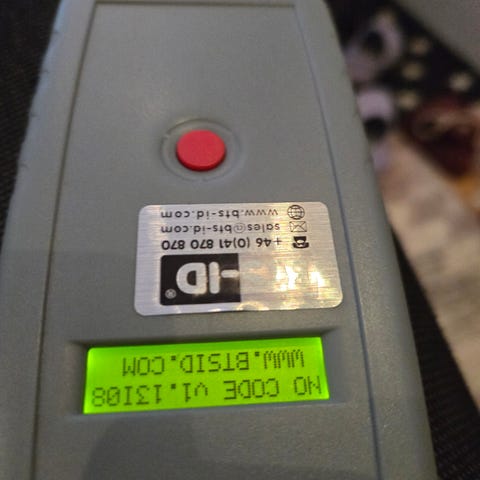 NO CODE v1.13I08
WWW.BTSID.COM
-ID®
+46 (0)41 870 870
sales@bts-id.com
www.bts-id.com